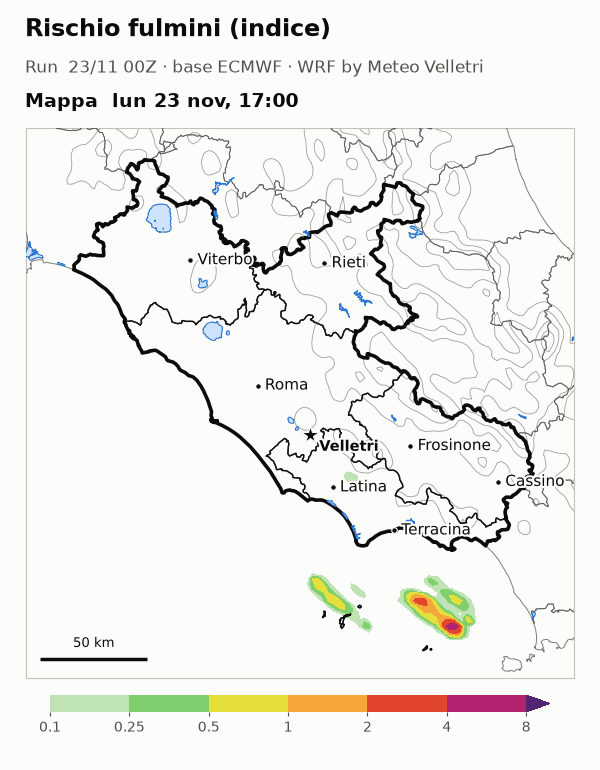 Rischio fulmini (indice)
Run  23/11 00Z · base ECMWF · WRF by Meteo Velletri
Mappa  lun 23 nov, 17:00
Viterbo
Rieti
Roma
Velletri
Frosinone
Cassino
Latina
Terracina
50 km
0.1 0.25 0.5 1 2 4 8